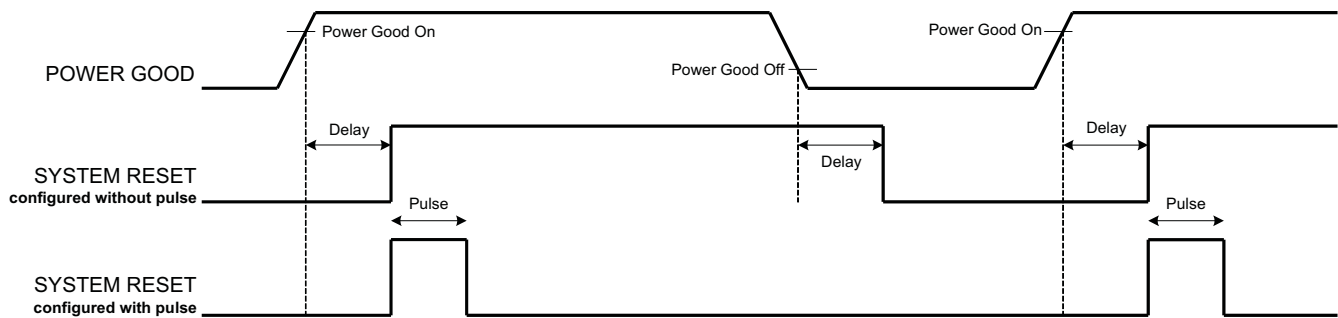 Power Good On
Power Good On
POWER GOOD
Power Good Off
Delay
Delay
Delay
SYSTEM RESET
configured without pulse
Pulse
Pulse
SYSTEM RESET
configured with pulse